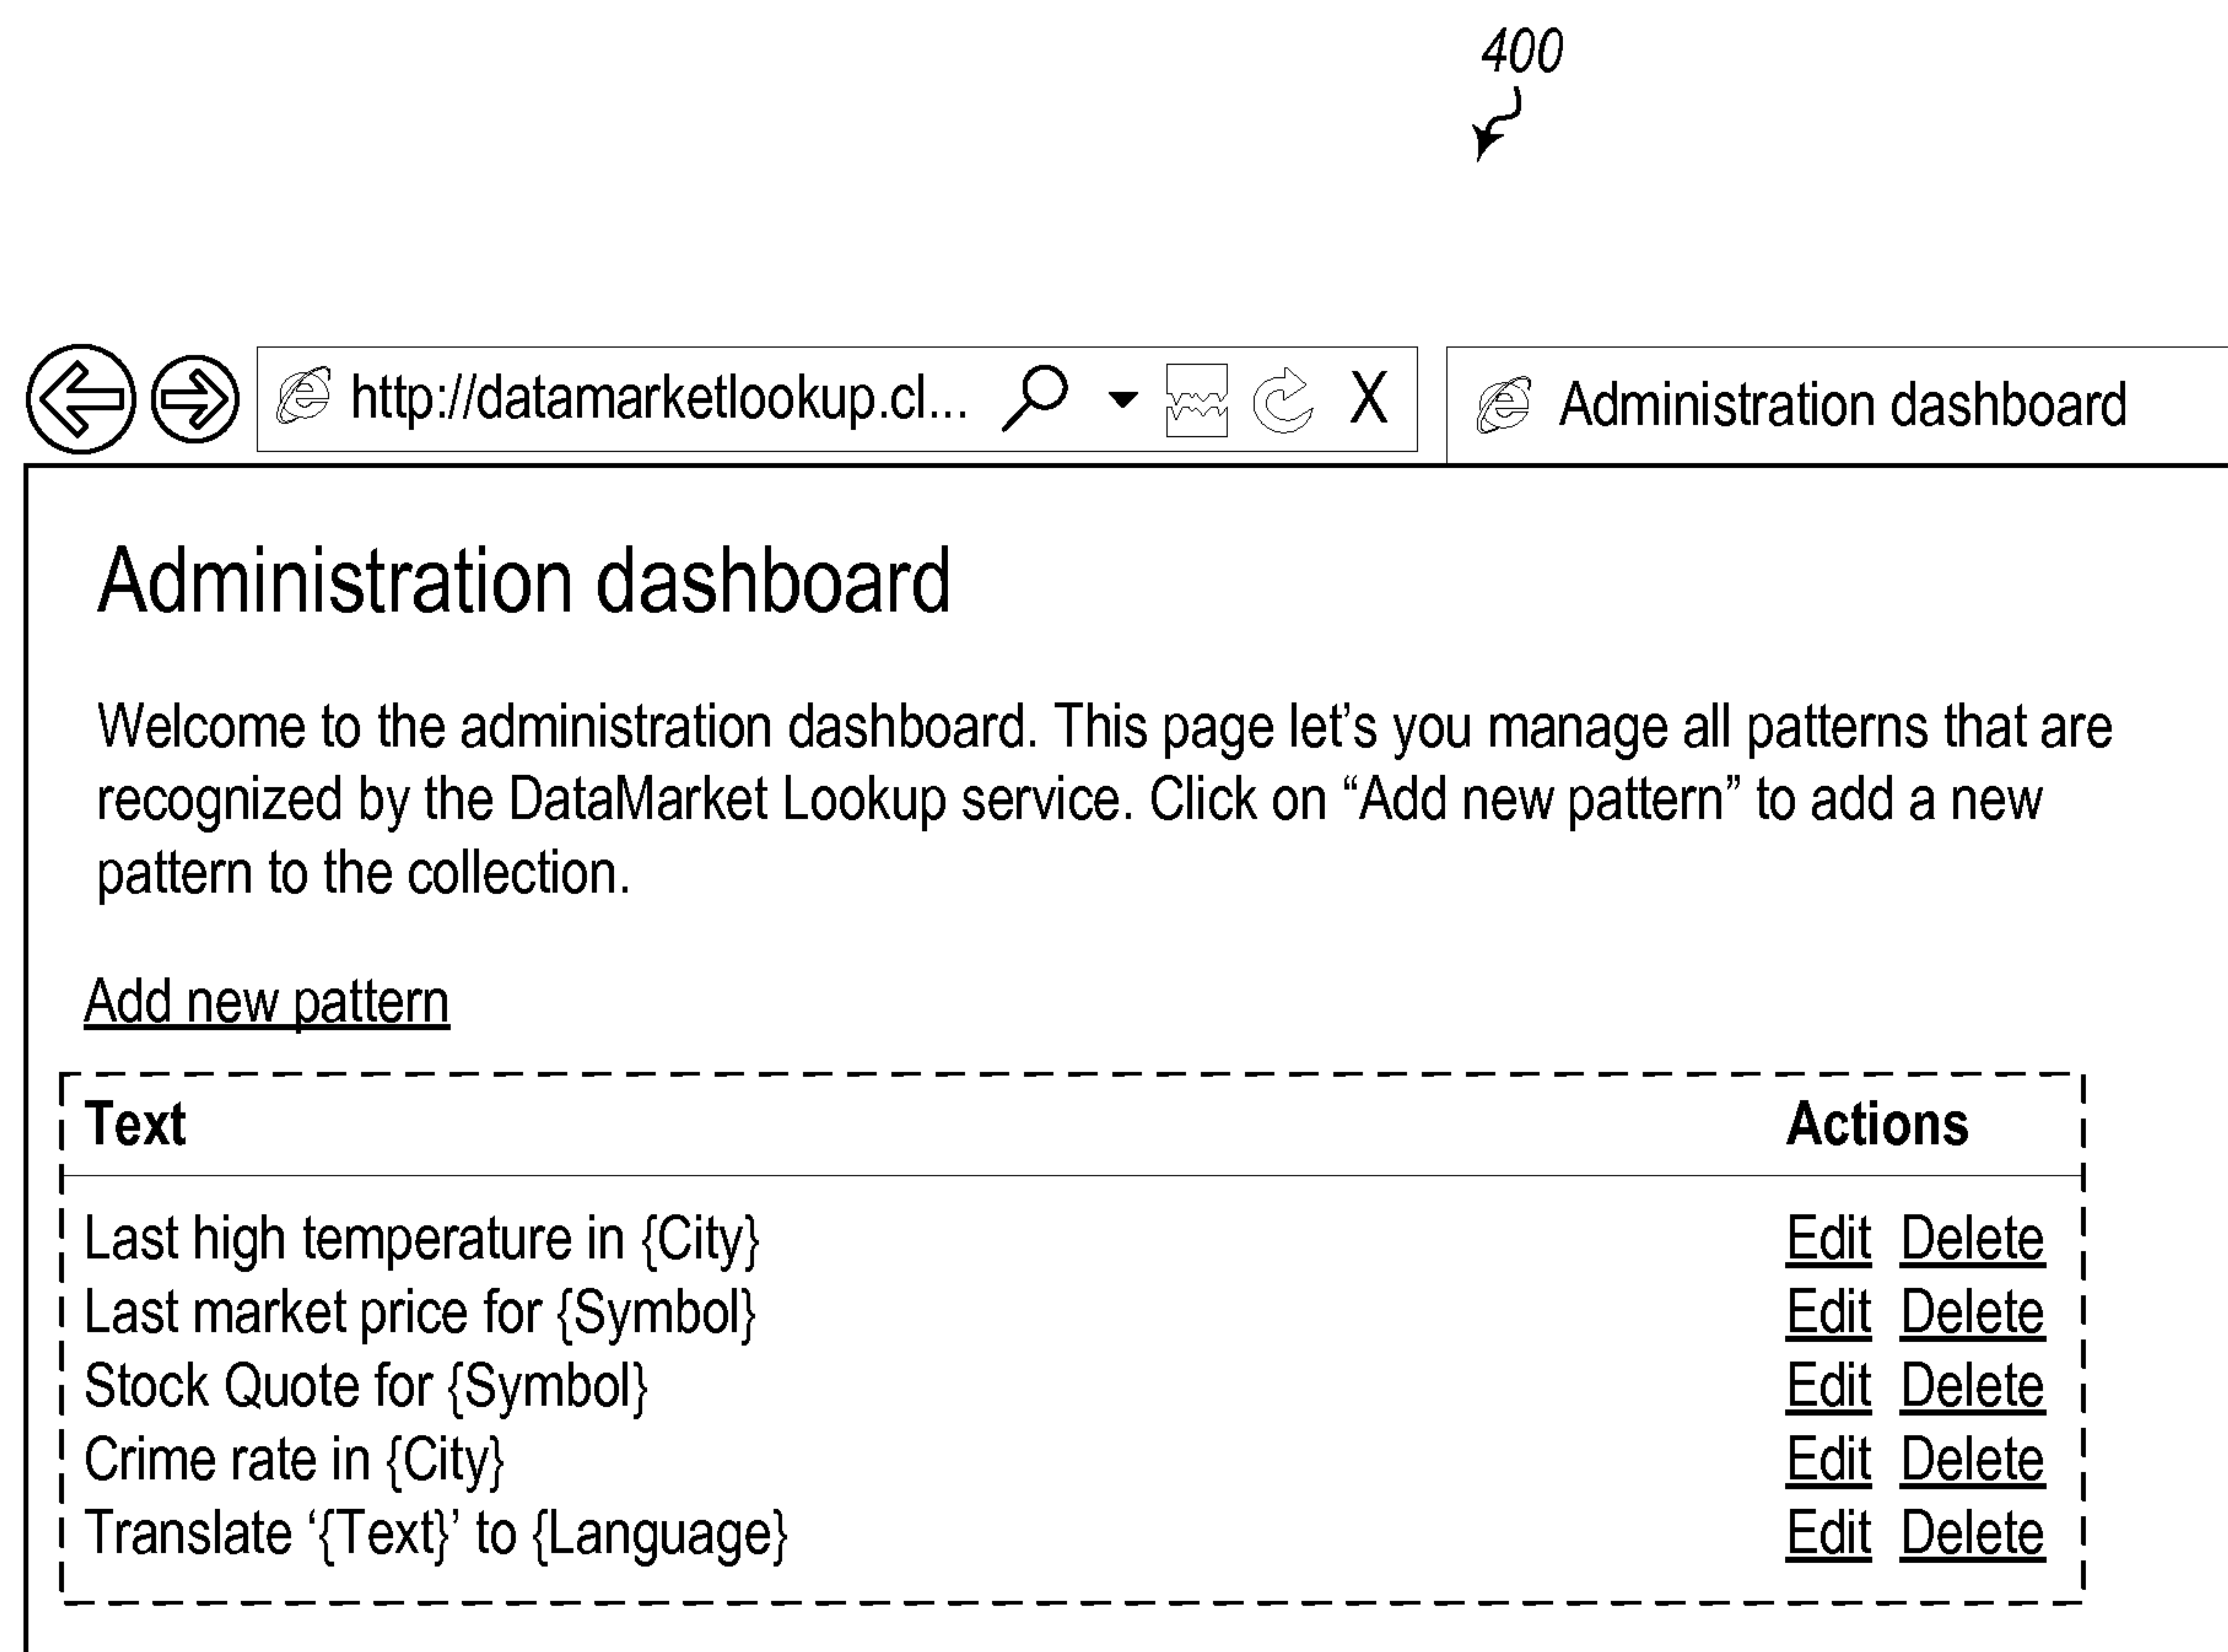 400
http://datamarketlookup.cl... X Administration dashboard
Administration dashboard
Welcome to the administration dashboard. This page let’s you manage all patterns that are
recognized by the DataMarket Lookup service. Click on “Add new pattern” to add a new
pattern to the collection.
Add new pattern
Text Actions
Last high temperature in {City} Edit Delete
Last market price for {Symbol} Edit Delete
Stock Quote for {Symbol} Edit Delete
Crime rate in {City} Edit Delete
Translate ‘{Text}’ to {Language} Edit Delete